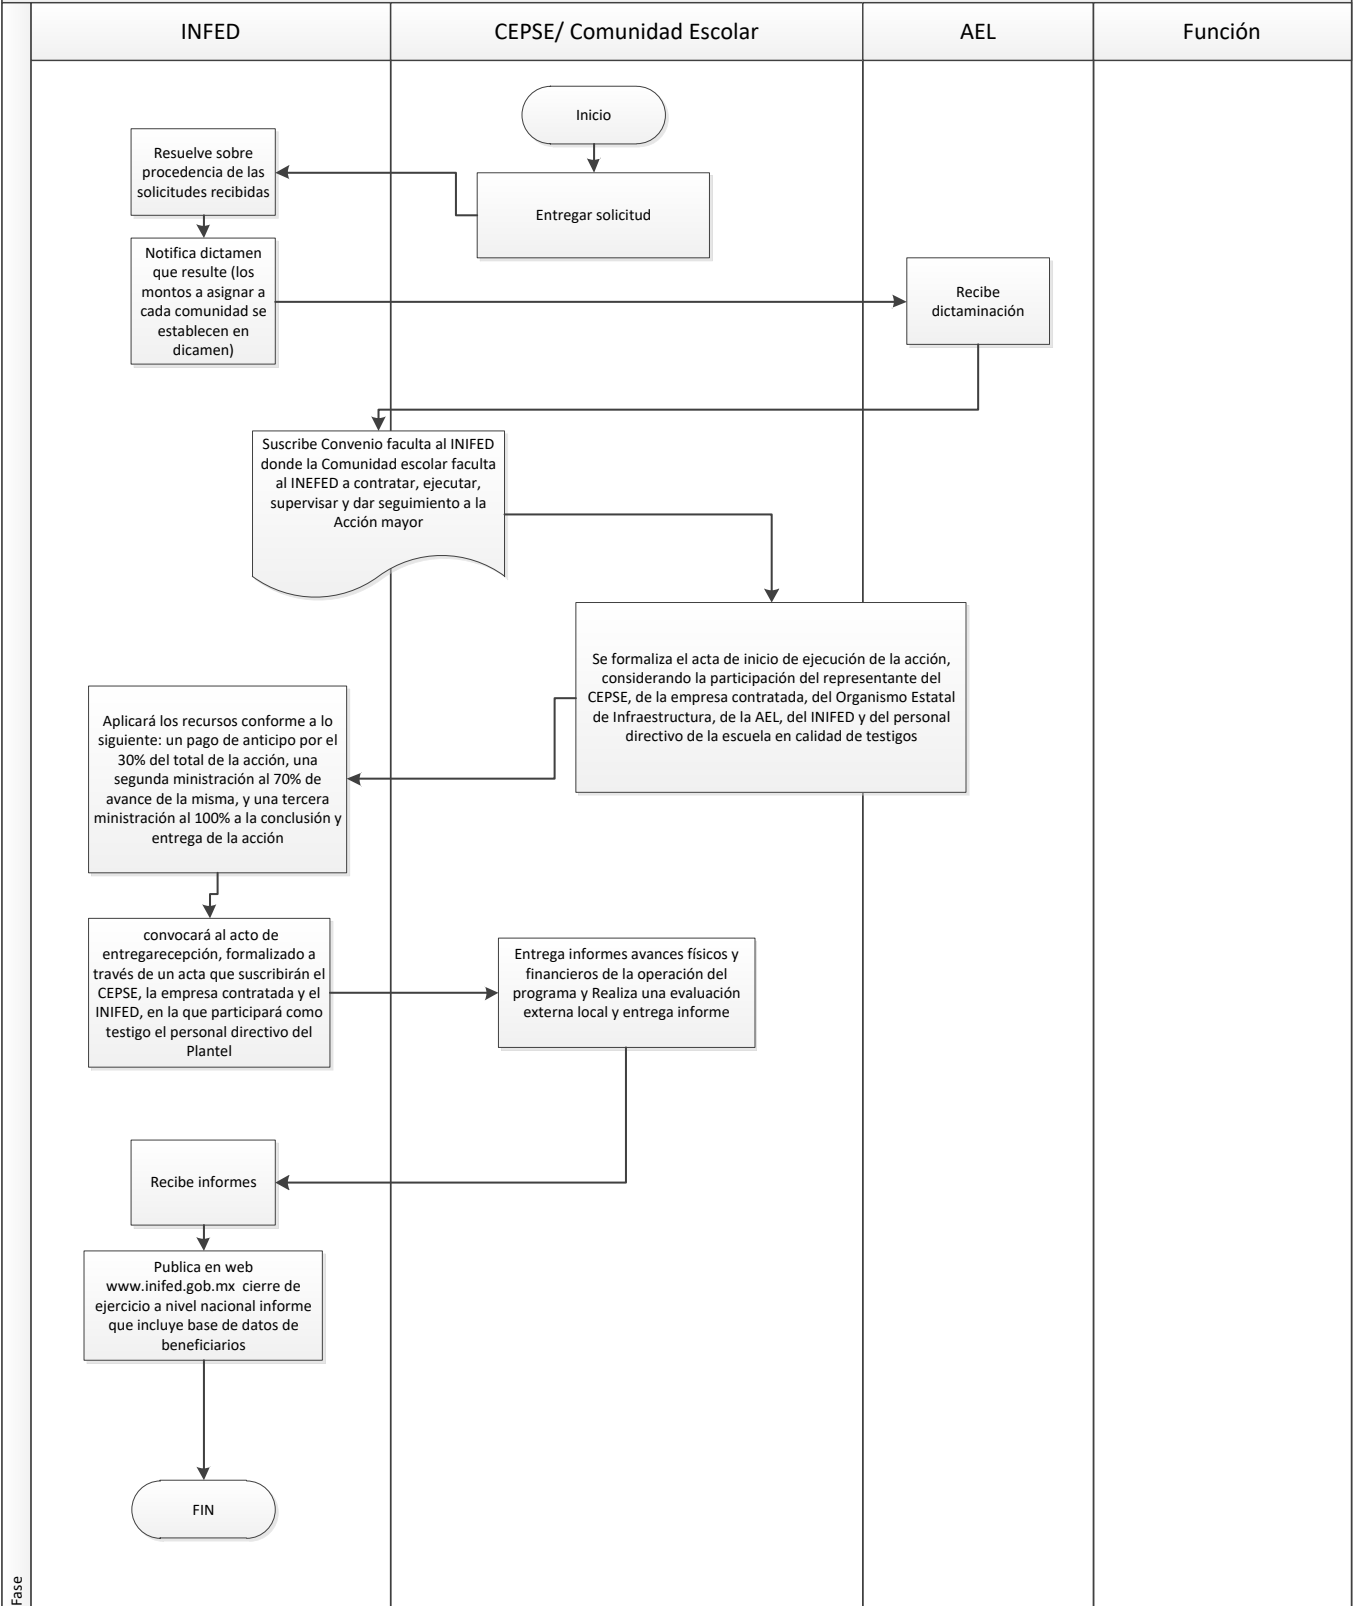 INFED
CEPSE/ Comunidad Escolar
AEL
Función
Inicio
Entregar solicitud
Resuelve sobre
procedencia de las
solicitudes recibidas
Notifica dictamen
que resulte (los
montos a asignar a
cada comunidad se
establecen en
dicamen)
Recibe
dictaminación
Suscribe Convenio faculta al INIFED
donde la Comunidad escolar faculta
al INEFED a contratar, ejecutar,
supervisar y dar seguimiento a la
Acción mayor
Se formaliza el acta de inicio de ejecución de la acción,
considerando la participación del representante del
CEPSE, de la empresa contratada, del Organismo Estatal
de Infraestructura, de la AEL, del INIFED y del personal
directivo de la escuela en calidad de testigos
Aplicará los recursos conforme a lo
siguiente: un pago de anticipo por el
30% del total de la acción, una
segunda ministración al 70% de
avance de la misma, y una tercera
ministración al 100% a la conclusión y
entrega de la acción
convocará al acto de
entregarecepción, formalizado a
través de un acta que suscribirán el
CEPSE, la empresa contratada y el
INIFED, en la que participará como
testigo el personal directivo del
Plantel
Entrega informes avances físicos y
financieros de la operación del
programa y Realiza una evaluación
externa local y entrega informe
Recibe informes
Publica en web
www.inifed.gob.mx cierre de
ejercicio a nivel nacional informe
que incluye base de datos de
beneficiarios
FIN
Fase